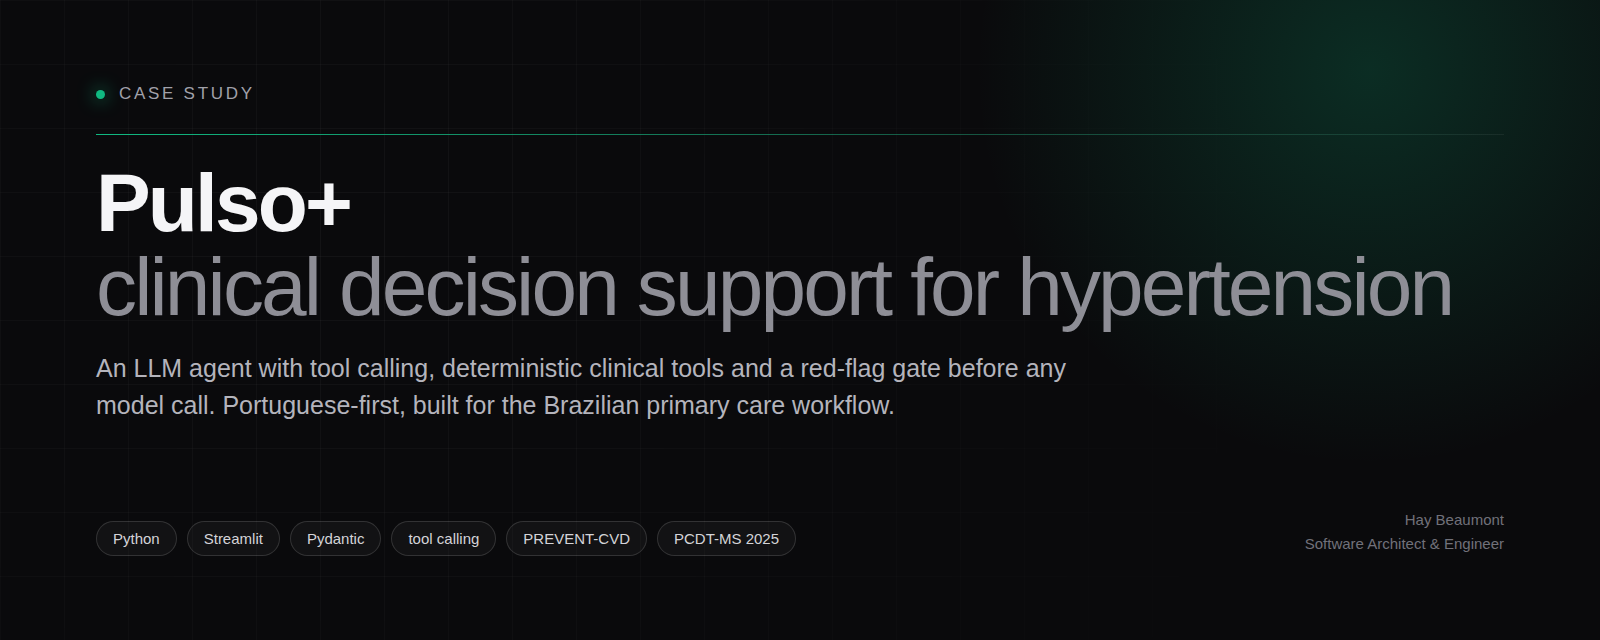 CASE STUDY
Pulso+
clinical decision support for hypertension
An LLM agent with tool calling, deterministic clinical tools and a red-flag gate before any
model call. Portuguese-first, built for the Brazilian primary care workflow.
Python
Streamlit
Pydantic
tool calling
PREVENT-CVD
PCDT-MS 2025
Hay Beaumont
Software Architect & Engineer